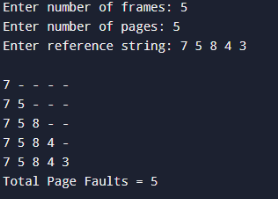 Enter number of frames: 5
Enter number of pages: 5
Enter reference string: 7 5 8 4 3
7 - - - -
7 5 - - -
7 5 8 - -
7 5 8 4 -
7 5 8 4 3
Total Page Faults = 5